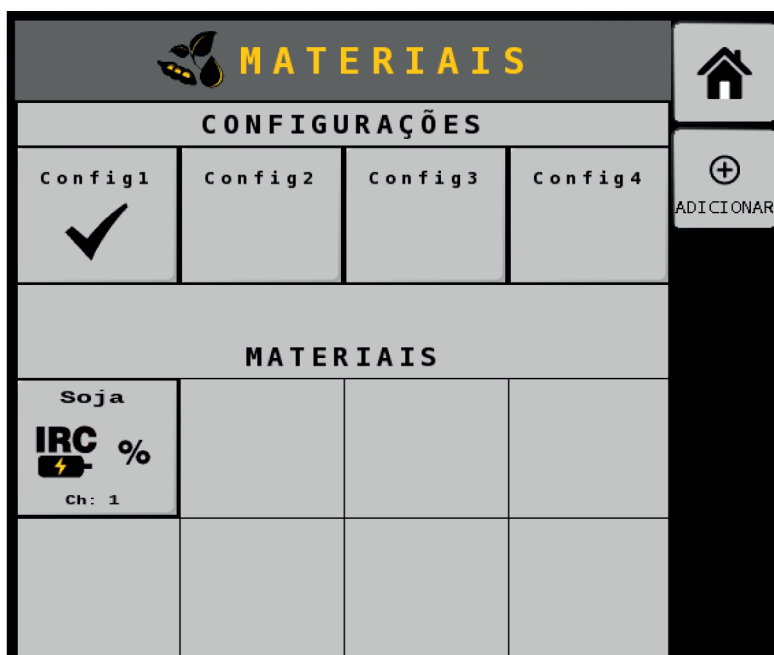 MATERIAIS
CONFIGURAÇÕES
Config1 Config2 Config3 Config4
ADICIONAR
MATERIAIS
Soja
IRC %
Ch: 1